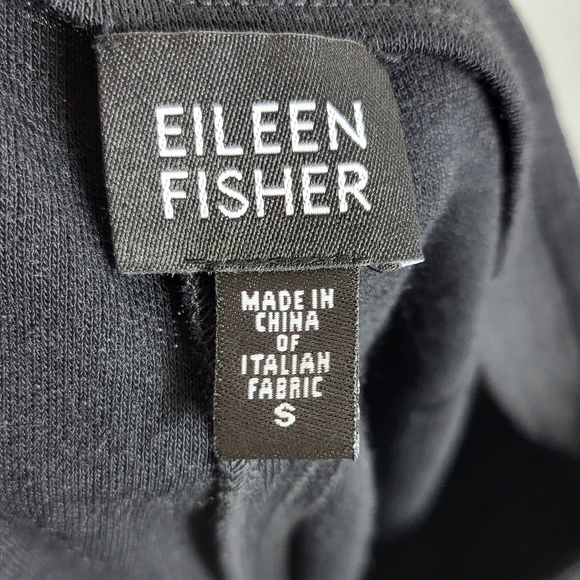 EILEEN
FISHER
MADE IN
CHINA
OF
ITALIAN
FABRIC
S